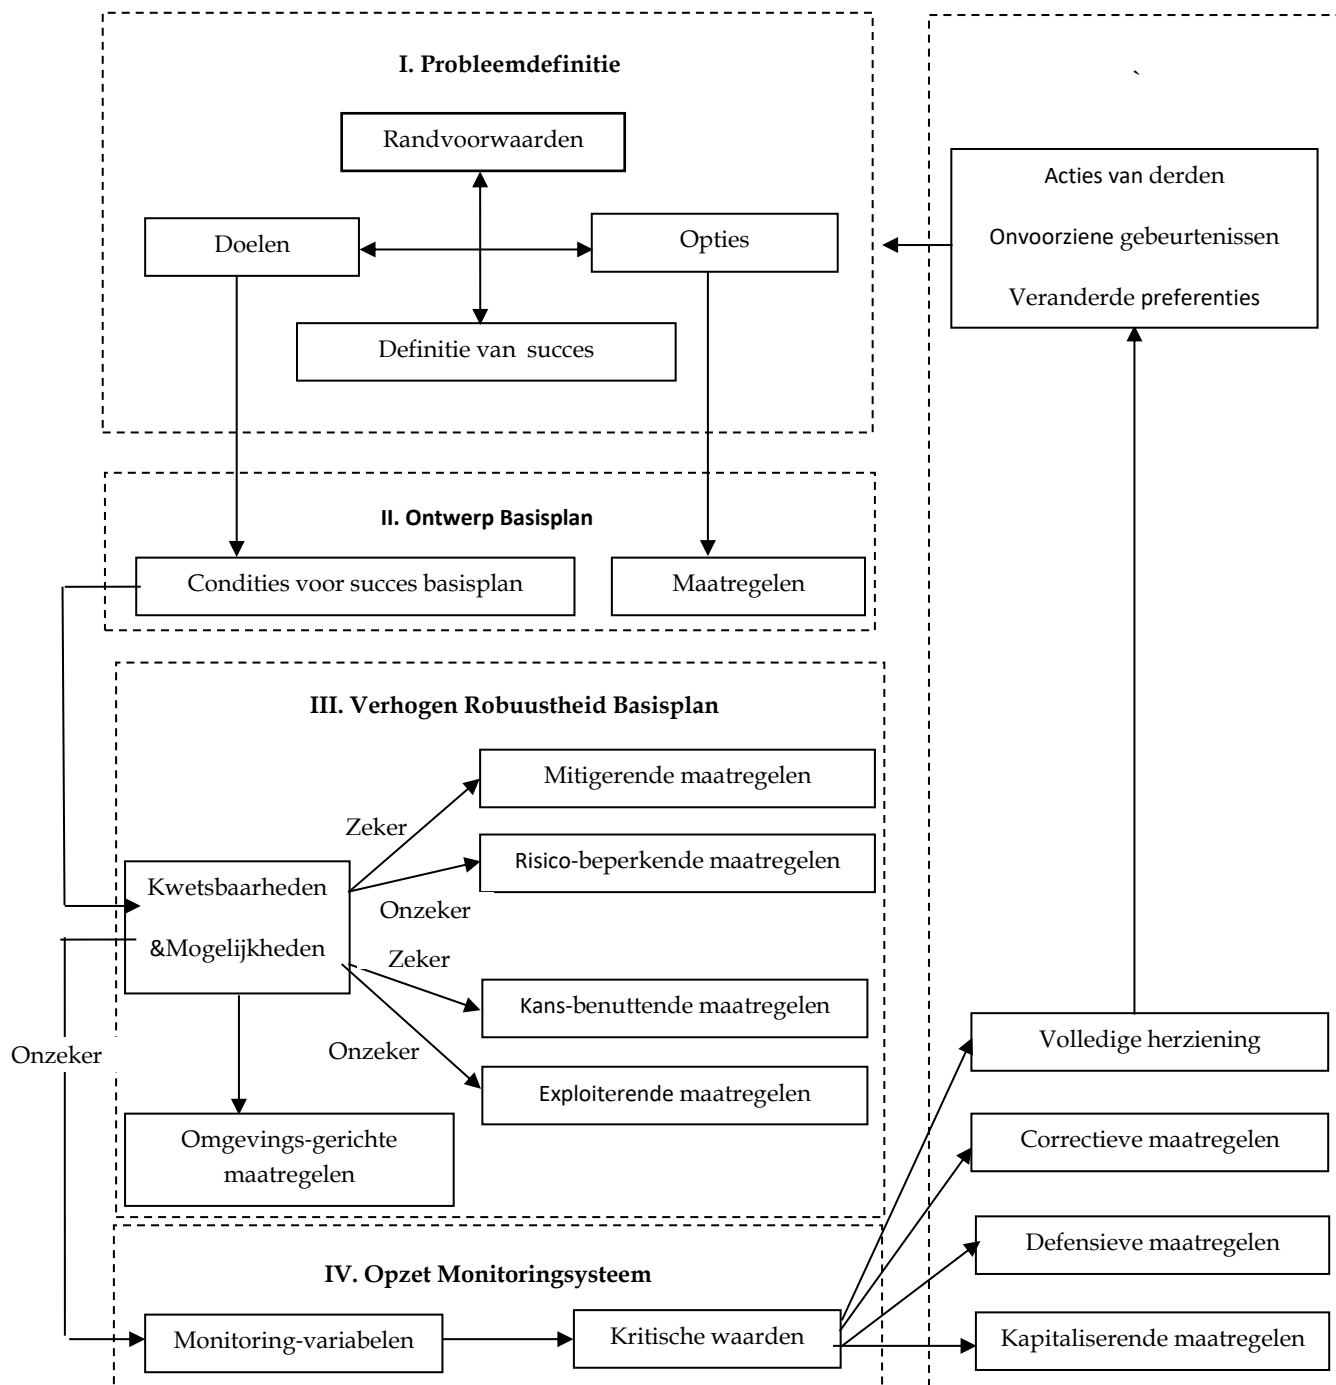 I. Probleemdefinitie
`
Randvoorwaarden
Doelen
Opties
Definitie van succes
Acties van derden
Onvoorziene gebeurtenissen
Veranderde preferenties
II. Ontwerp Basisplan
Condities voor succes basisplan
Maatregelen
III. Verhogen Robuustheid Basisplan
Mitigerende maatregelen
Zeker
Risico-beperkende maatregelen
Kwetsbaarheden
&Mogelijkheden
Onzeker
Zeker
Kans-benuttende maatregelen
Onzeker
Onzeker
Exploiterende maatregelen
Omgevings-gerichte
maatregelen
Volledige herziening
Correctieve maatregelen
Defensieve maatregelen
Kapitaliserende maatregelen
IV. Opzet Monitoringsysteem
Monitoring-variabelen
Kritische waarden